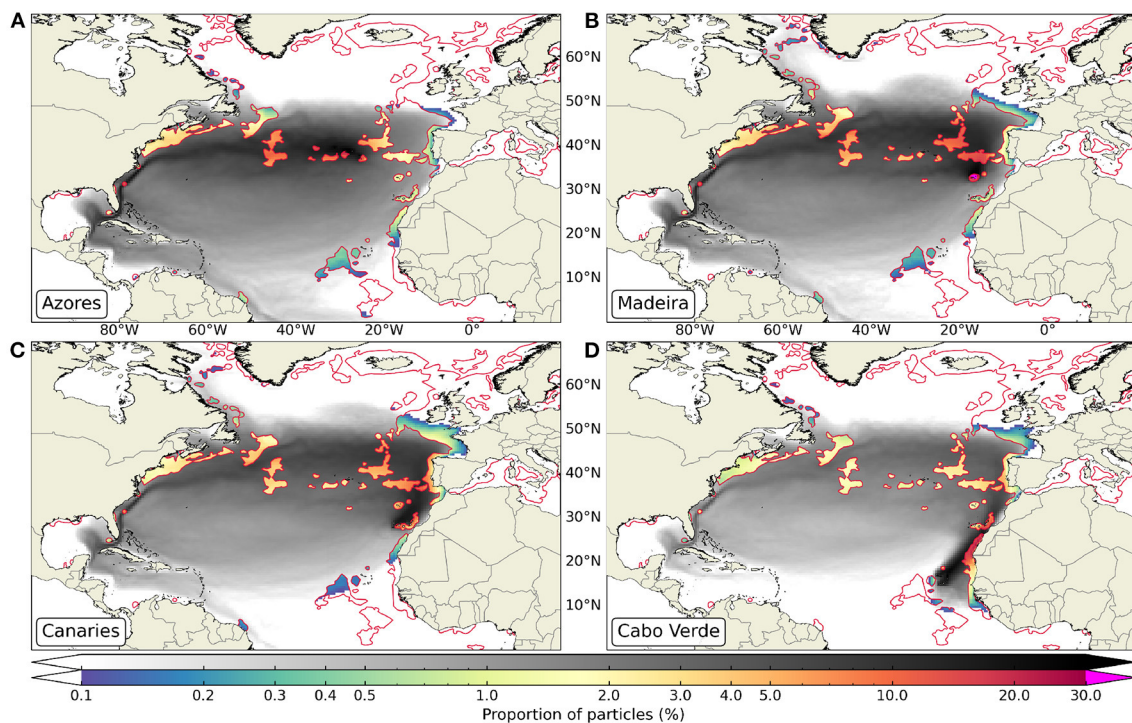 A
B
60°N
50°N
40°N
30°N
20°N
10°N
Azores
Madeira
80°W 60°W 40°W 20°W 0° 80°W 60°W 40°W 20°W 0°
C
D
60°N
50°N
40°N
30°N
20°N
10°N
Canaries
Cabo Verde
0.1 0.2 0.3 0.4 0.5 1.0 2.0 3.0 4.0 5.0 10.0 20.0 30.0
Proportion of particles (%)